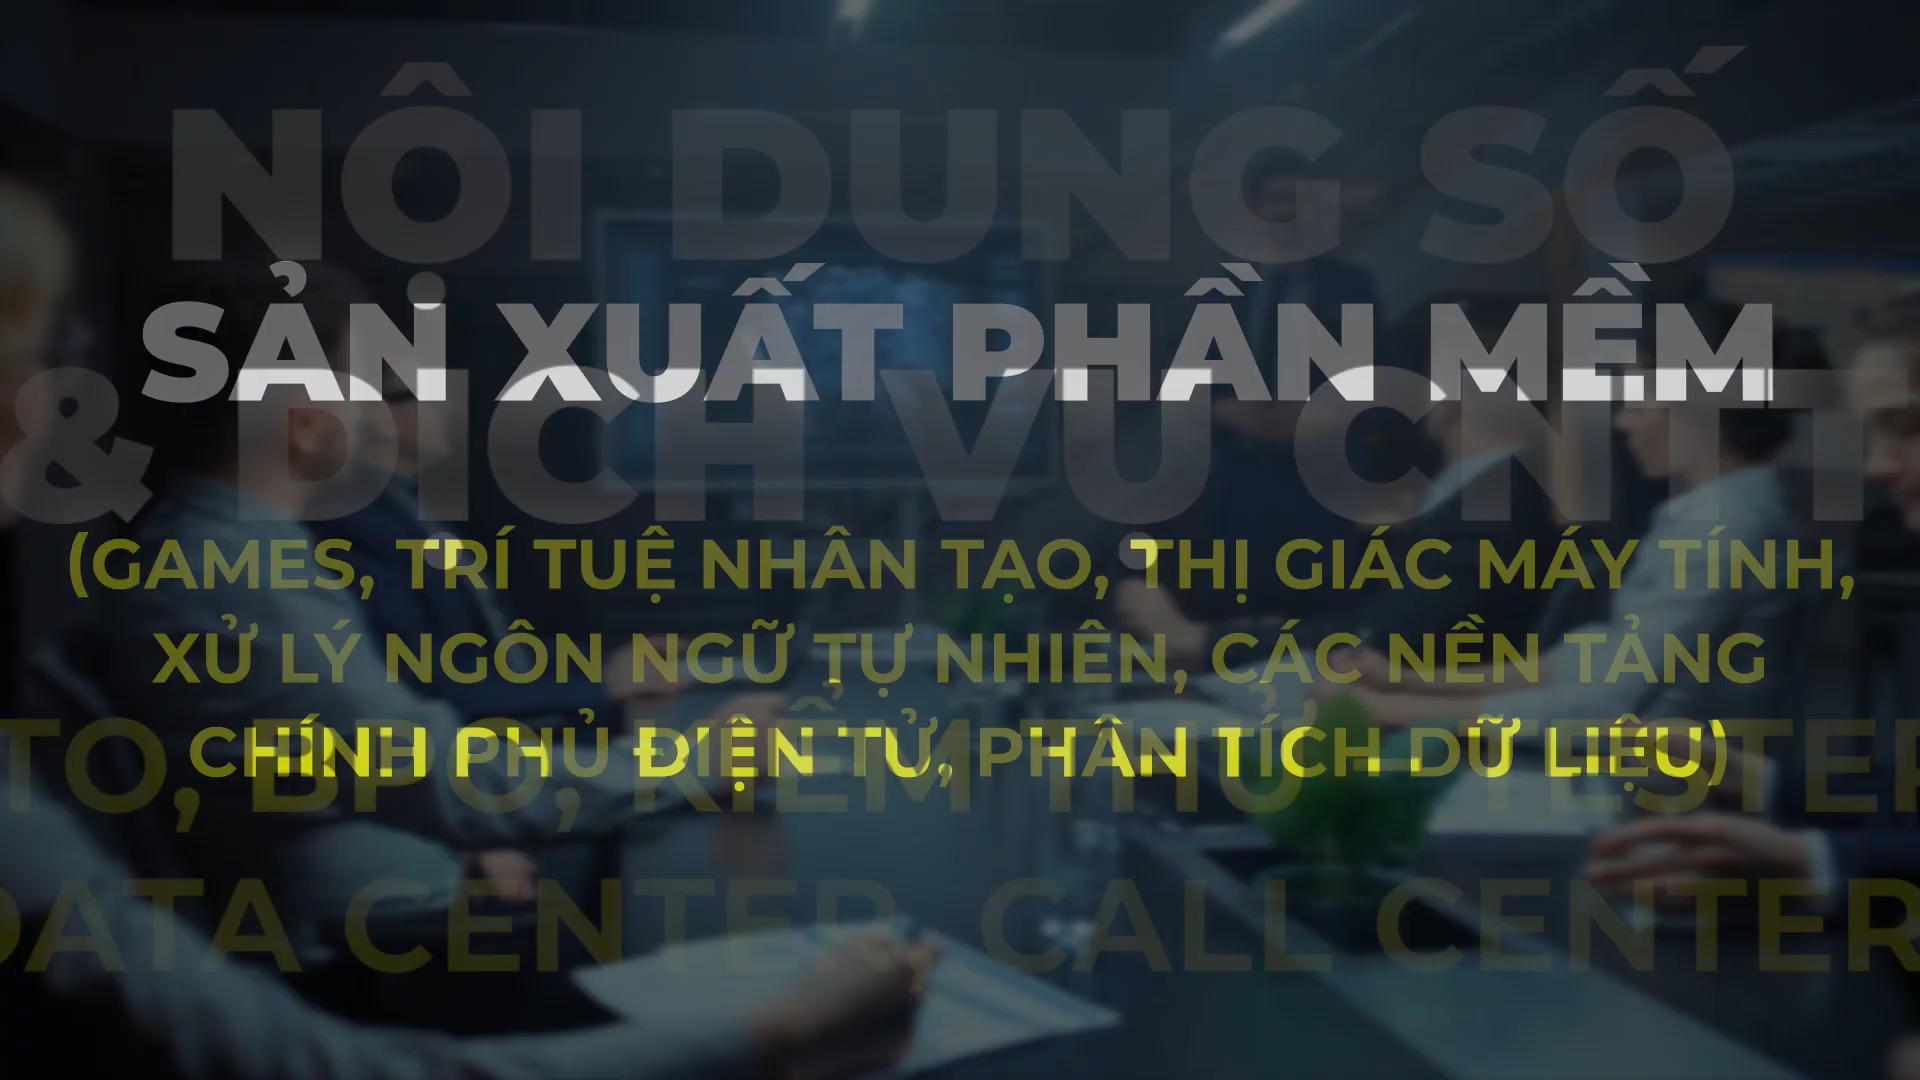 NỘI DUNG SỐ
SẢN XUẤT PHẦN MỀM
& DỊCH VỤ CNTT
(GAMES, TRÍ TUỆ NHÂN TẠO, THỊ GIÁC MÁY TÍNH,
XỬ LÝ NGÔN NGỮ TỰ NHIÊN, CÁC NỀN TẢNG
CHÍNH PHỦ ĐIỆN TỬ, PHÂN TÍCH DỮ LIỆU)
TO, BPO, KIỂM THỬ - TESTER
DATA CENTER, CALL CENTER